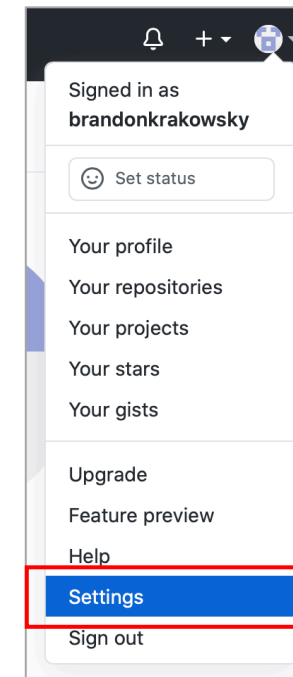 Signed in as
brandonkrakowsky
Set status
Your profile
Your repositories
Your projects
Your stars
Your gists
Upgrade
Feature preview
Help
Settings
Sign out